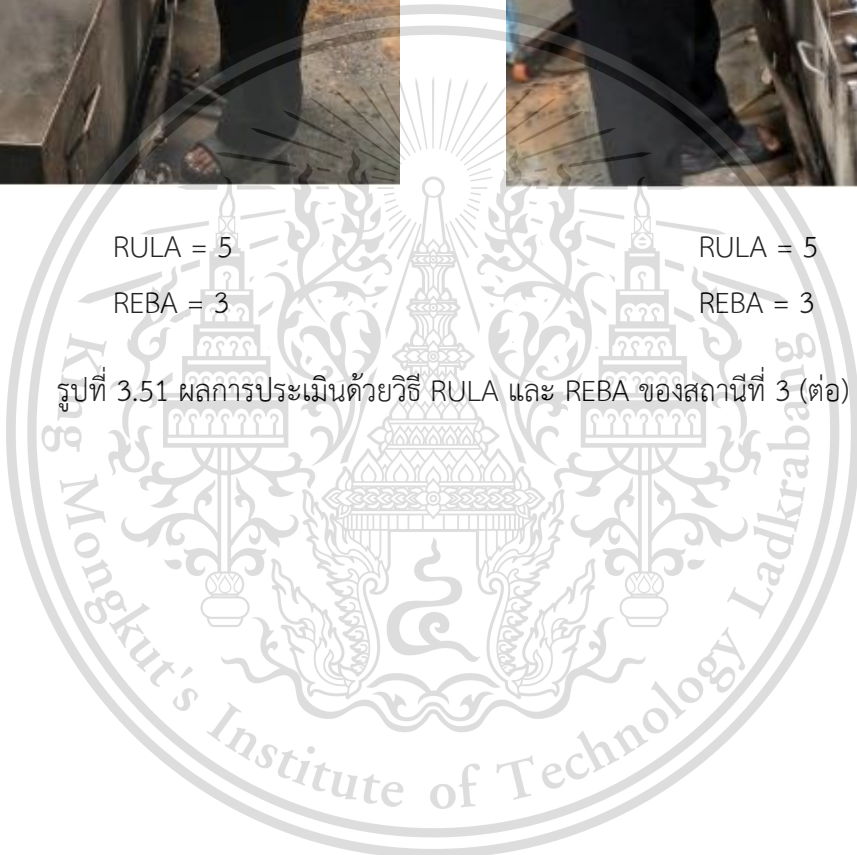 RULA = 5
RULA = 5
REBA = 3
REBA = 3
รูปที่ 3.51 ผลการประเมินด้วยวิธี RULA และ REBA ของสถานีที่ 3 (ต่อ)
King Mongkut's Institute of Technology Ladkrabang